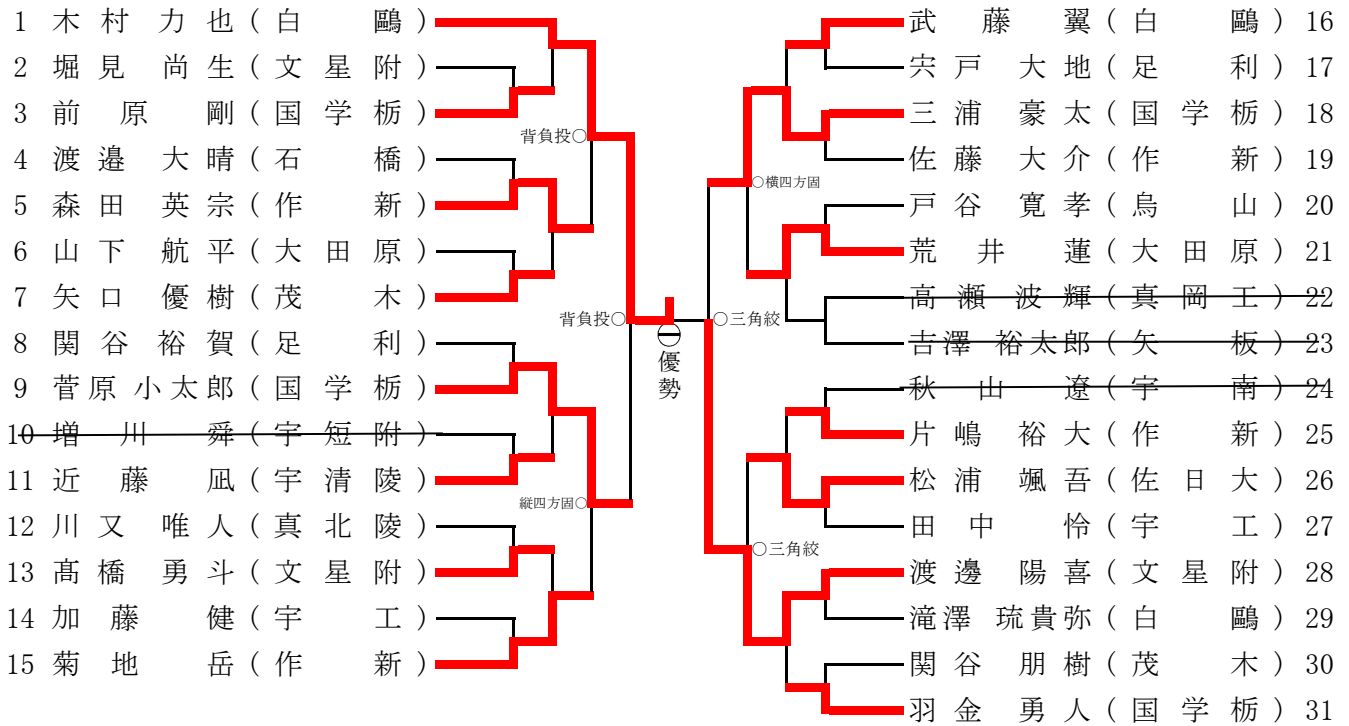 1 木村 力也(白 鷗)
2 堀見 尚生(文星附)
3 前原 剛(国学栃)
4 渡邉 大晴(石 橋)
5 森田 英宗(作 新)
6 山下 航平(大田原)
7 矢口 優樹(茂 木)
8 関谷 裕賀(足 利)
9 菅原 小太郎(国学栃)
10 増川 舜(宇短附)
11 近藤 凪(宇清陵)
12 川又 唯人(真北陵)
13 髙橋 勇斗(文星附)
14 加藤 健(宇 工)
15 菊地 岳(作 新)
背負投○
背負投○
縦四方固○
優勢
○横四方固
○三角絞
○三角絞
武藤 翼(白 鷗) 16
宍戸 大地(足 利) 17
三浦 豪太(国学栃) 18
佐藤 大介(作 新) 19
戸谷 寛孝(烏 山) 20
荒井 蓮(大田原) 21
高瀬 波輝(真岡工) 22
吉澤 裕太郎(矢 板) 23
秋山 遼(宇 南) 24
片嶋 裕大(作 新) 25
松浦 颯吾(佐日大) 26
田中 怜(宇 工) 27
渡邊 陽喜(文星附) 28
滝澤 琉貴弥(白 鷗) 29
関谷 朋樹(茂 木) 30
羽金 勇人(国学栃) 31